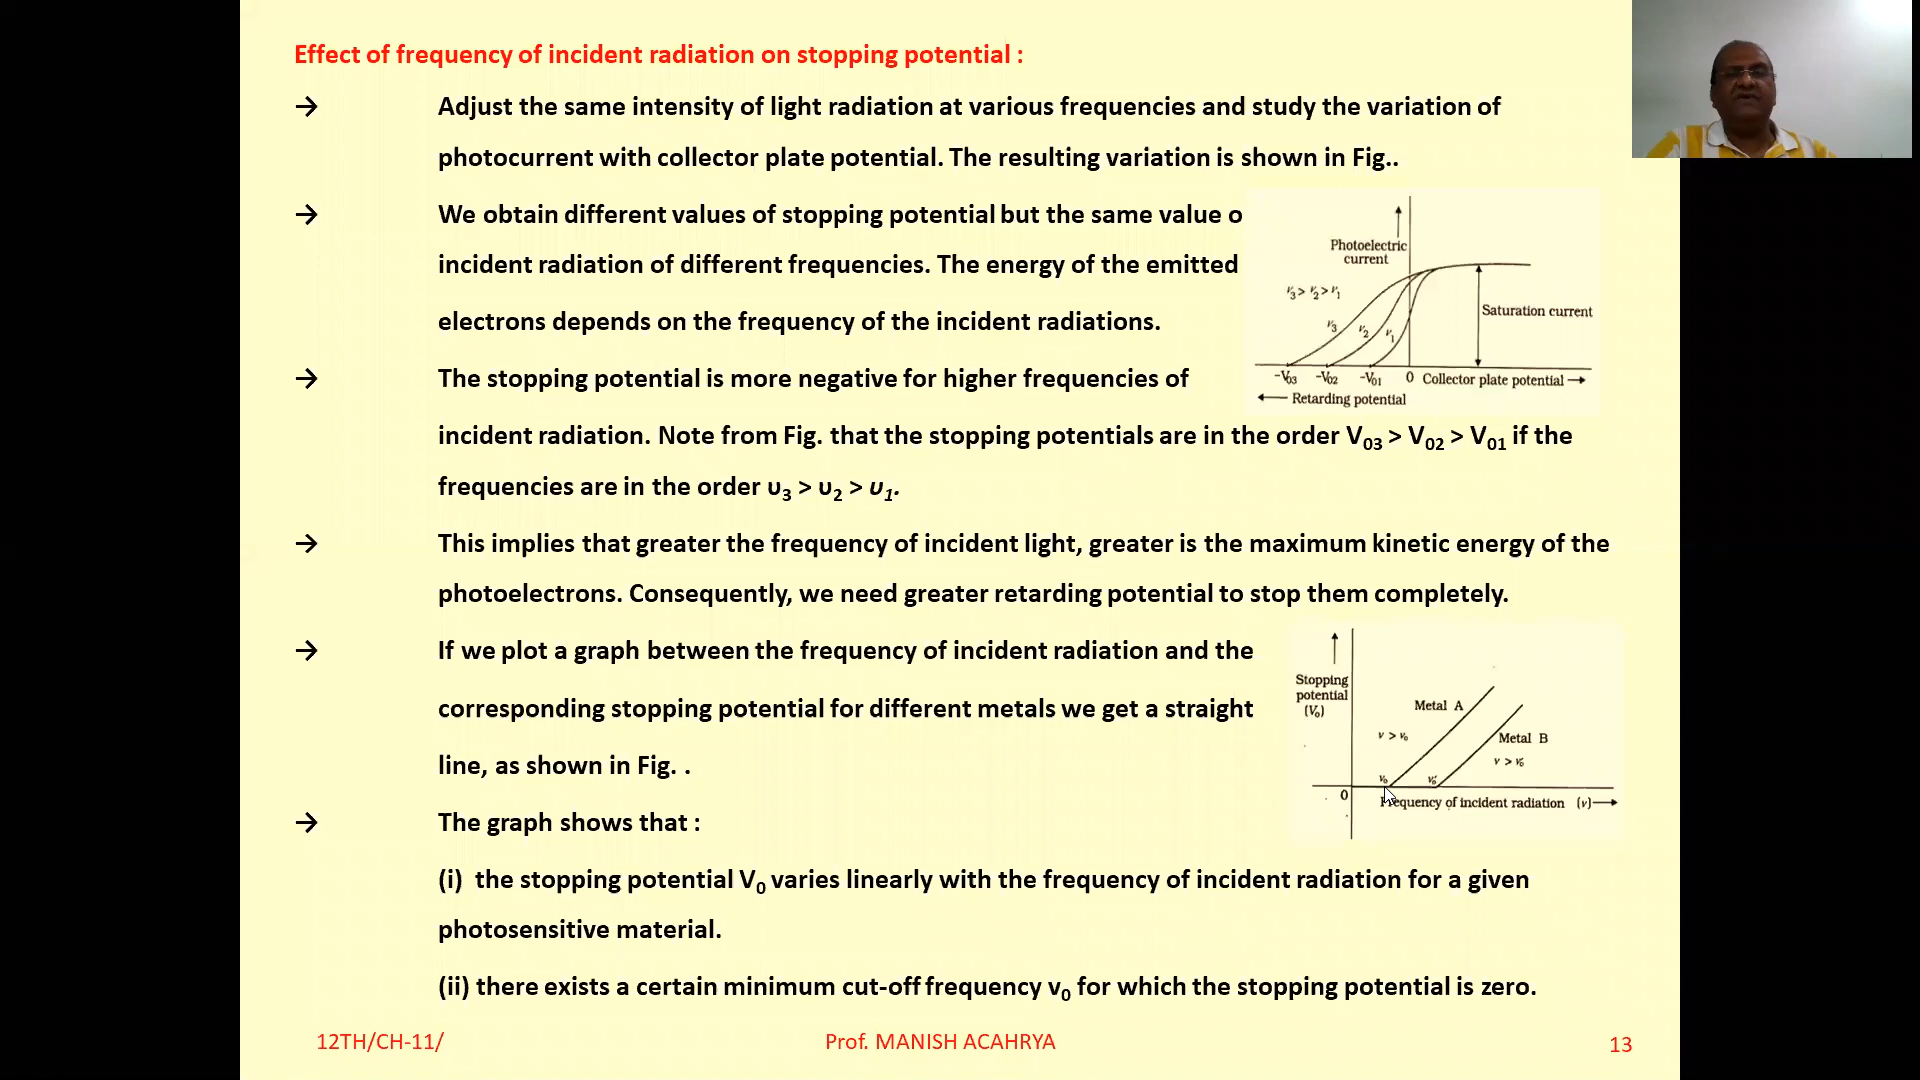 Effect of frequency of incident radiation on stopping potential :
→ Adjust the same intensity of light radiation at various frequencies and study the variation of
photocurrent with collector plate potential. The resulting variation is shown in Fig..
→ We obtain different values of stopping potential but the same value o
incident radiation of different frequencies. The energy of the emitted
electrons depends on the frequency of the incident radiations.
Photoelectric
current
ν3 > ν2 > ν1
ν3 ν2 ν1
Saturation current
-V03 -V02 -V01 0 Collector plate potential →
← Retarding potential
→ The stopping potential is more negative for higher frequencies of
incident radiation. Note from Fig. that the stopping potentials are in the order V03 > V02 > V01 if the
frequencies are in the order υ3 > υ2 > υ1.
→ This implies that greater the frequency of incident light, greater is the maximum kinetic energy of the
photoelectrons. Consequently, we need greater retarding potential to stop them completely.
→ If we plot a graph between the frequency of incident radiation and the
corresponding stopping potential for different metals we get a straight
line, as shown in Fig. .
Stopping
potential
(V0)
Metal A
ν > ν0
Metal B
ν > ν0'
ν0 ν0'
0 Frequency of incident radiation (ν) →
→ The graph shows that :
(i) the stopping potential V0 varies linearly with the frequency of incident radiation for a given
photosensitive material.
(ii) there exists a certain minimum cut-off frequency v0 for which the stopping potential is zero.
12TH/CH-11/ Prof. MANISH ACAHRYA 13